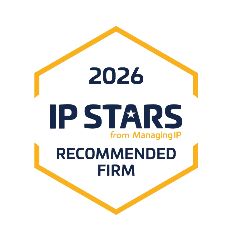 2026
IP STARS
from Managing IP
RECOMMENDED
FIRM